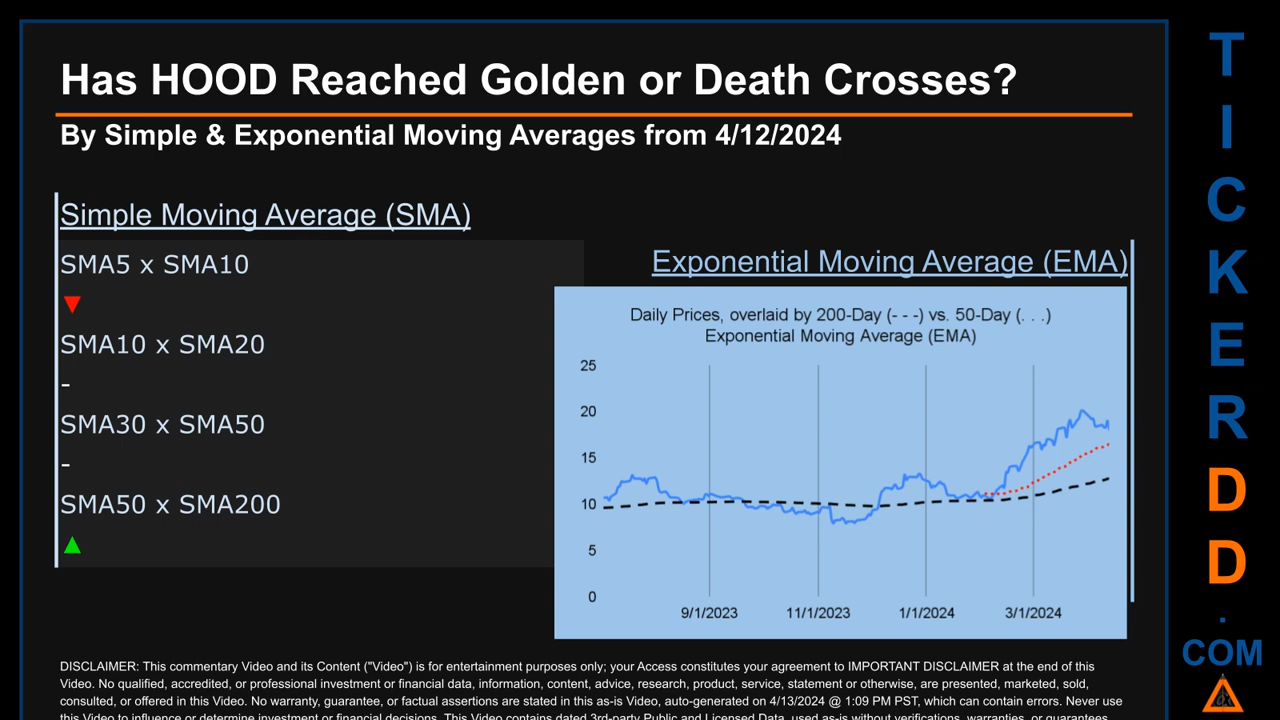 Has HOOD Reached Golden or Death Crosses?
By Simple & Exponential Moving Averages from 4/12/2024
Simple Moving Average (SMA)
SMA5 x SMA10
▼
SMA10 x SMA20
-
SMA30 x SMA50
-
SMA50 x SMA200
▲
Exponential Moving Average (EMA)
Daily Prices, overlaid by 200-Day (- - -) vs. 50-Day (. . .)
Exponential Moving Average (EMA)
25
20
15
10
5
0
9/1/2023 11/1/2023 1/1/2024 3/1/2024
DISCLAIMER: This commentary Video and its Content ("Video") is for entertainment purposes only; your Access constitutes your agreement to IMPORTANT DISCLAIMER at the end of this
Video. No qualified, accredited, or professional investment or financial data, information, content, advice, research, product, service, statement or otherwise, are presented, marketed, sold,
consulted, or offered in this Video. No warranty, guarantee, or factual assertions are stated in this as-is Video, auto-generated on 4/13/2024 @ 1:09 PM PST, which can contain errors. Never use
this Video to influence or determine investment or financial decisions. This Video contains dated 3rd-party Public and Licensed Data, used as-is without verifications, warranties, or guarantees
T
I
C
K
E
R
D
D
.
COM